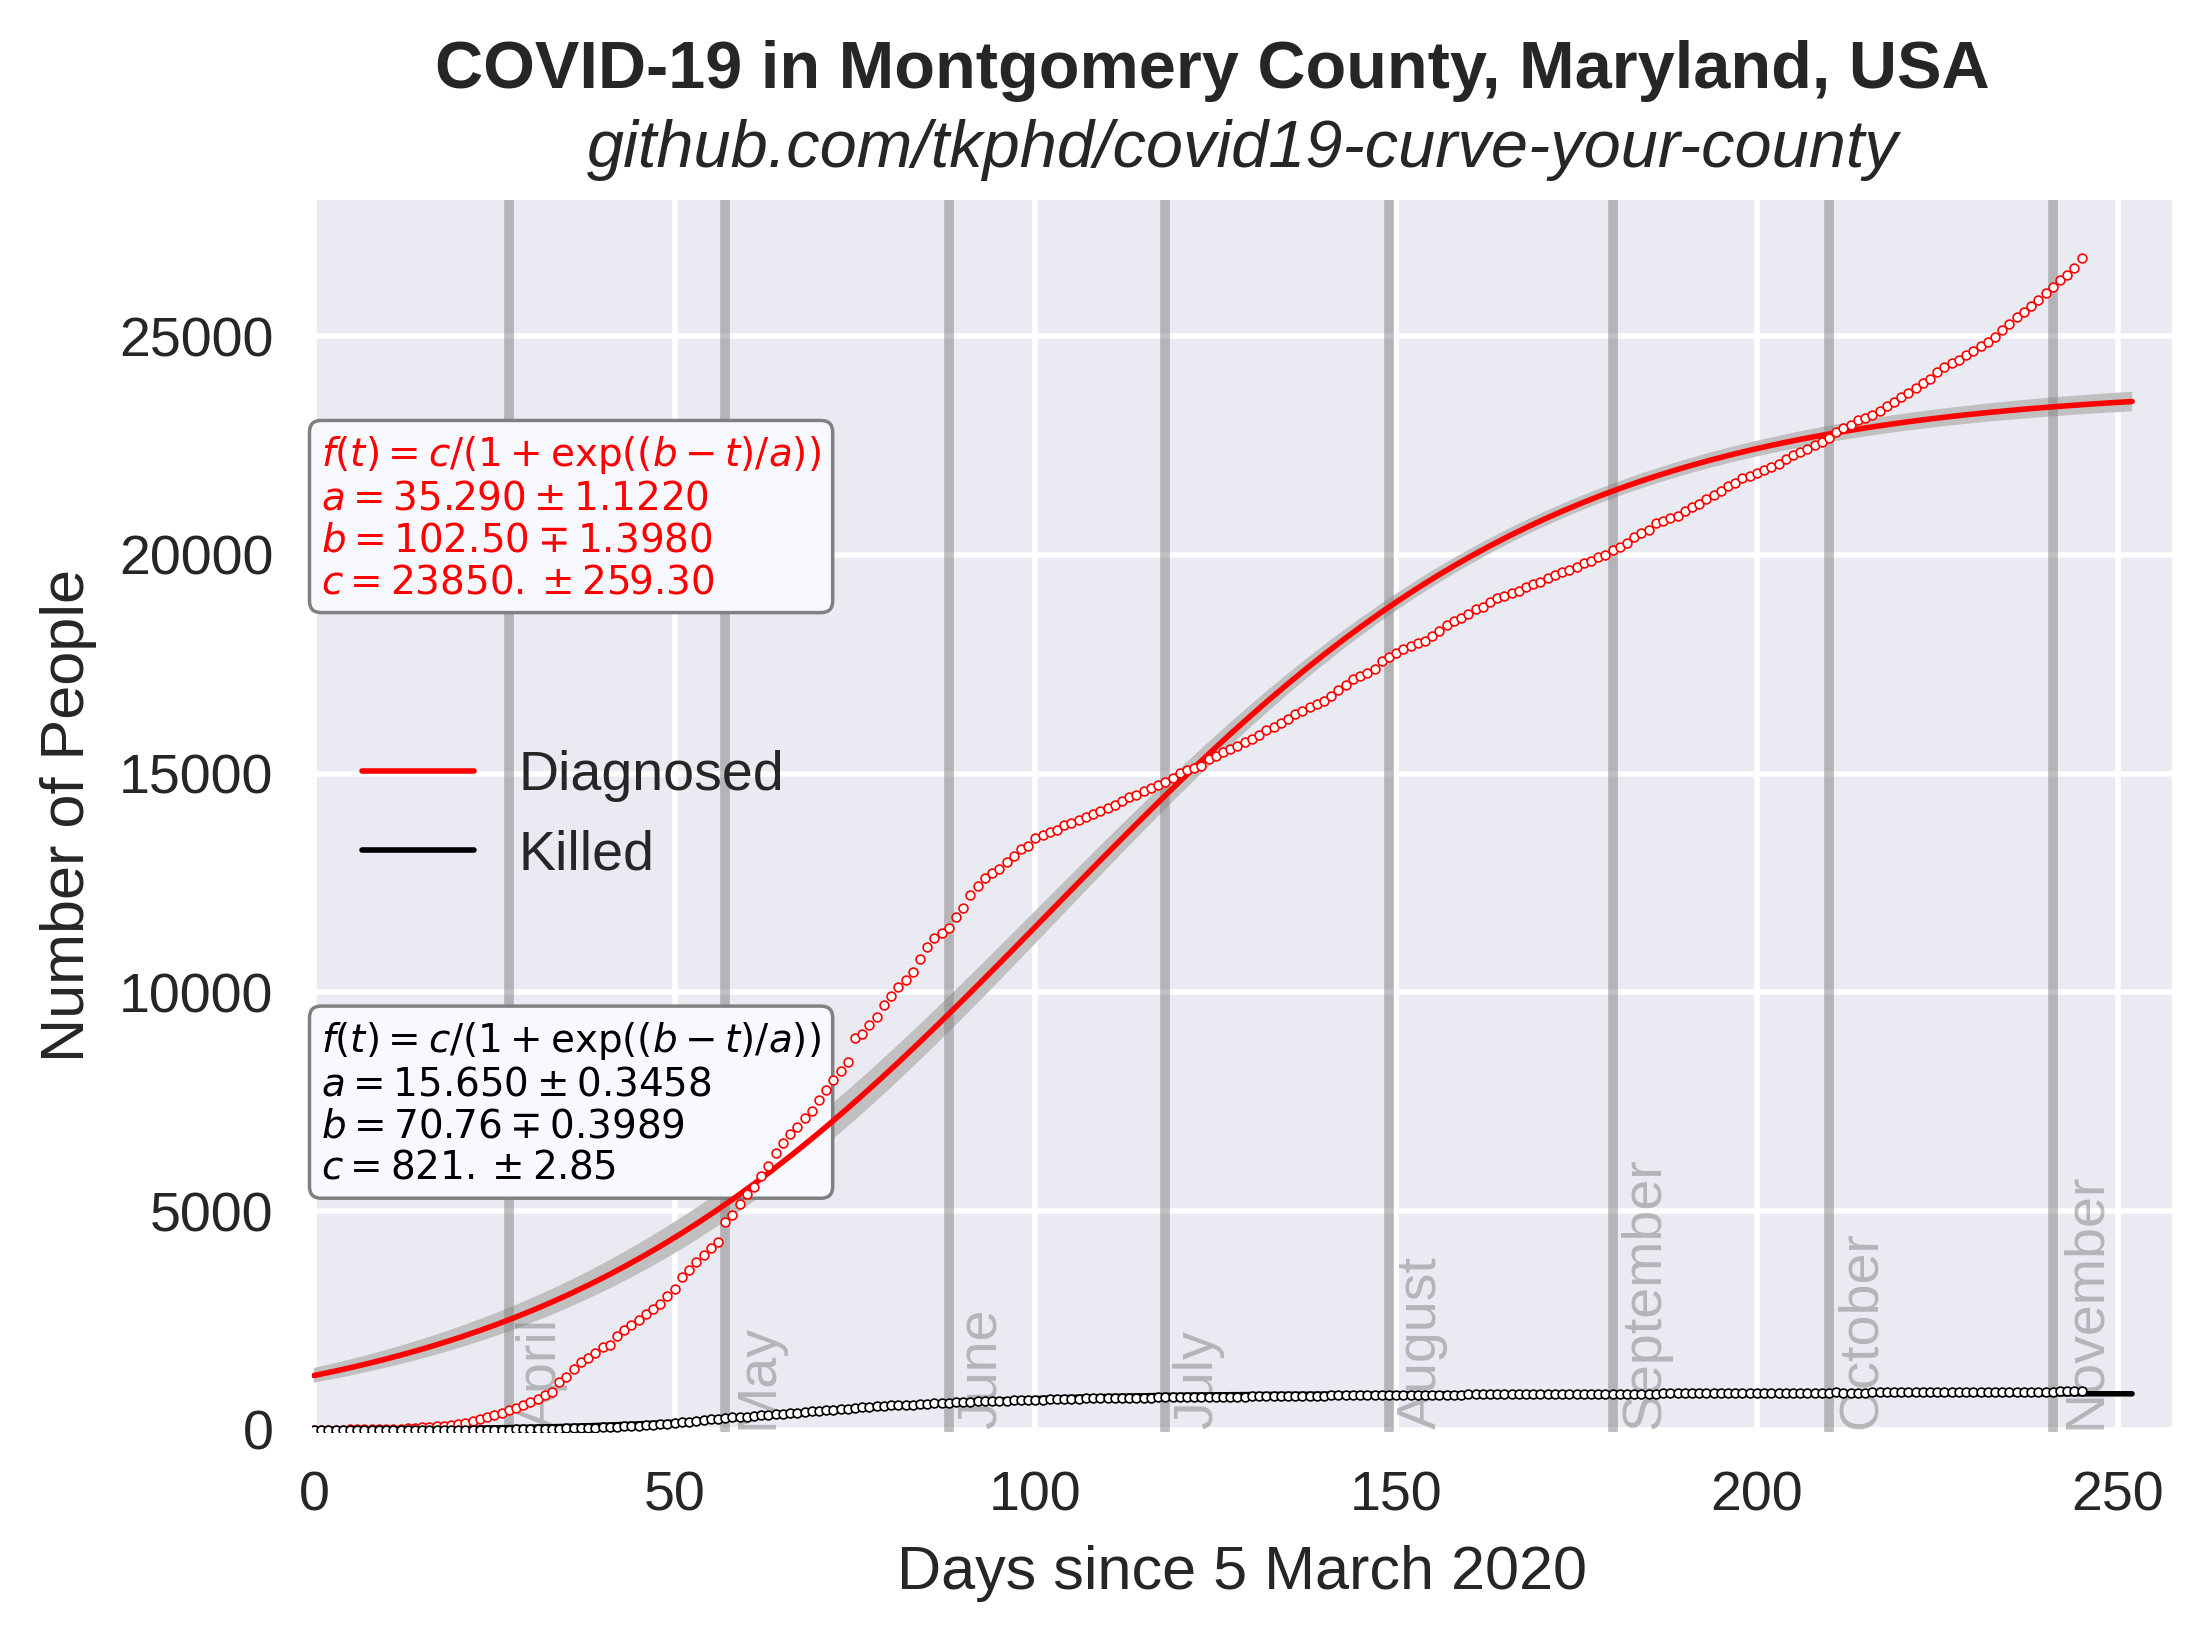 COVID-19 in Montgomery County, Maryland, USA
github.com/tkphd/covid19-curve-your-county
Number of People
25000
20000
15000
10000
5000
0
f(t) = c/(1 + exp((b − t)/a))
a = 35.290 ± 1.1220
b = 102.50 ∓ 1.3980
c = 23850. ± 259.30
Diagnosed
Killed
f(t) = c/(1 + exp((b − t)/a))
a = 15.650 ± 0.3458
b = 70.76 ∓ 0.3989
c = 821. ± 2.85
April
May
June
July
August
September
October
November
0 50 100 150 200 250
Days since 5 March 2020